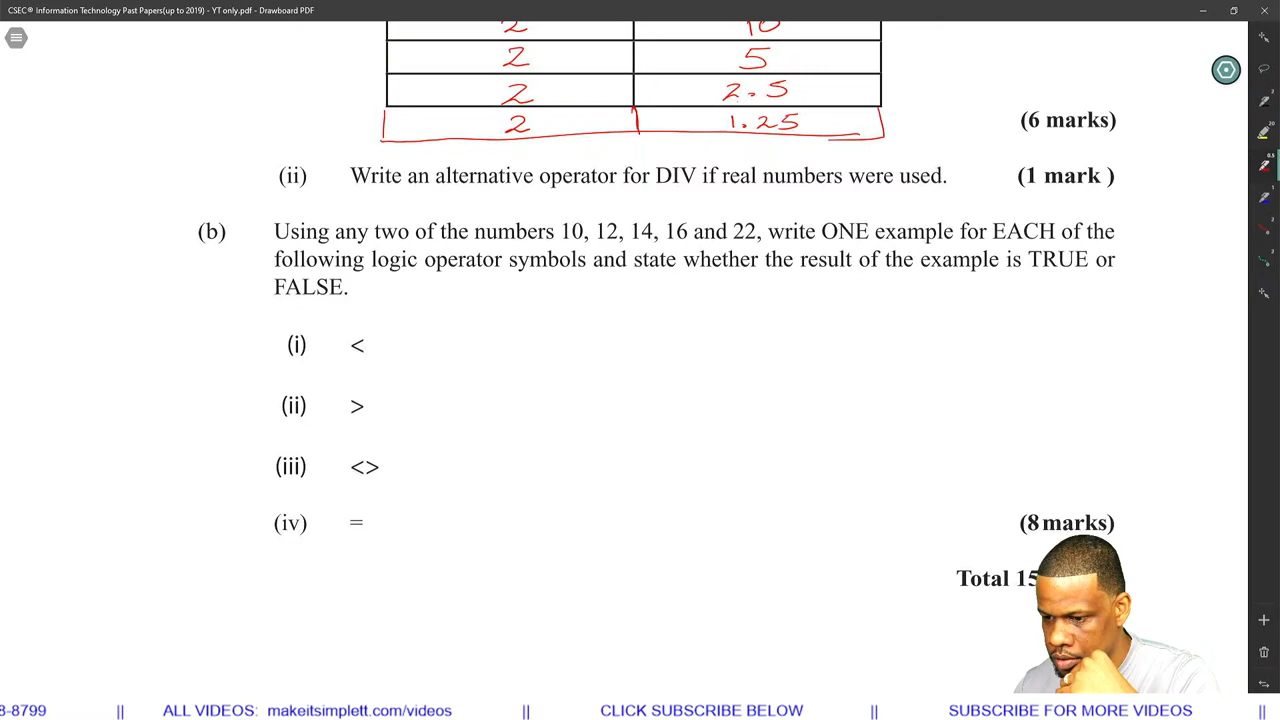 CSEC® Information Technology Past Papers(up to 2019) - YT only.pdf - Drawboard PDF
2 10
2 5
2 2.5
2 1.25
(6 marks)
(ii) Write an alternative operator for DIV if real numbers were used. (1 mark )
(b) Using any two of the numbers 10, 12, 14, 16 and 22, write ONE example for EACH of the
following logic operator symbols and state whether the result of the example is TRUE or
FALSE.
(i) <
(ii) >
(iii) <>
(iv) = (8 marks)
Total 15
8-8799 || ALL VIDEOS: makeitsimplett.com/videos || CLICK SUBSCRIBE BELOW || SUBSCRIBE FOR MORE VIDEOS ||